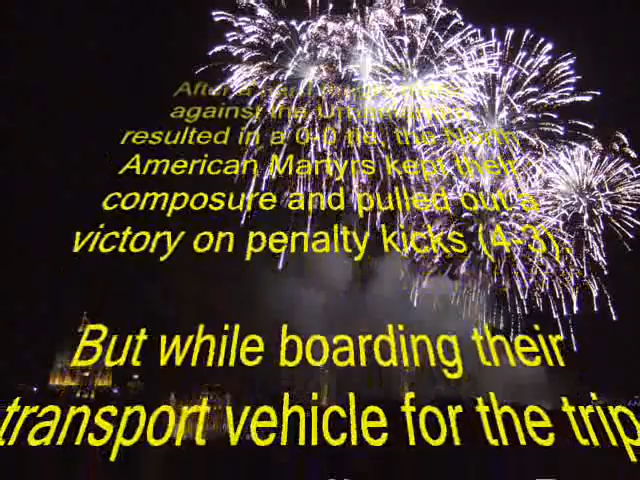 After a
against the
resulted in a 0-0 tie, the North
American Martyrs kept their
composure and pulled out a
victory on penalty kicks (4-3).
But while boarding their
transport vehicle for the trip